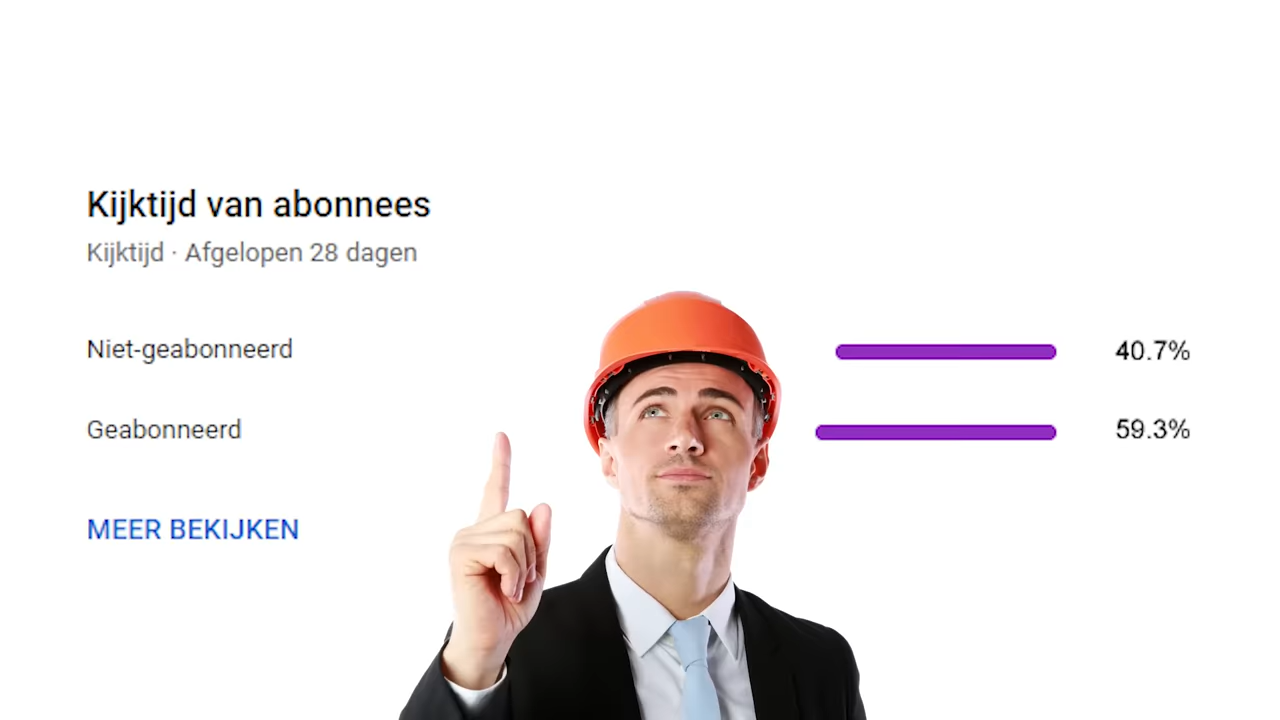 Kijktijd van abonnees
Kijktijd · Afgelopen 28 dagen
Niet-geabonneerd 40.7%
Geabonneerd 59.3%
MEER BEKIJKEN